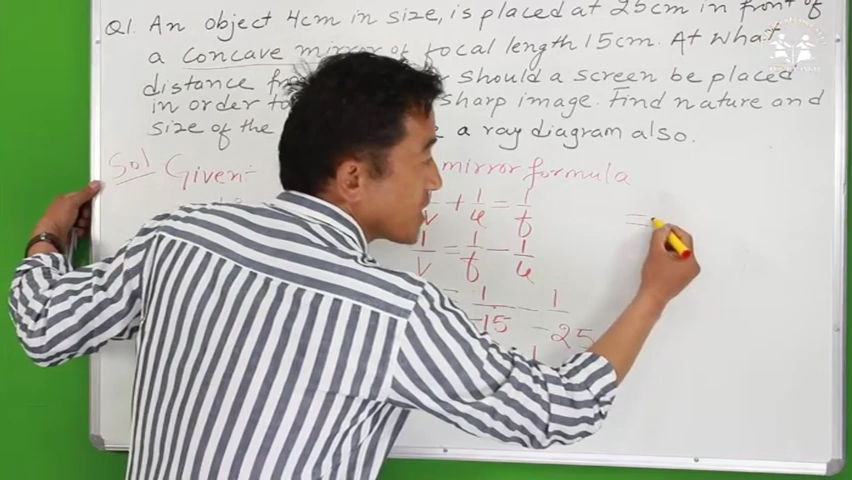 Q1. An object 4cm in size, is placed at 25cm in front of
a concave mirror of focal length 15cm. At what
distance should a screen be placed
in order to sharp image. Find nature and
size of the a ray diagram also.
Sol Given:- mirror formula
+ 1/u = 1/f =
1/v = 1/f - 1/u
= 1/-15 - 1/-25
1